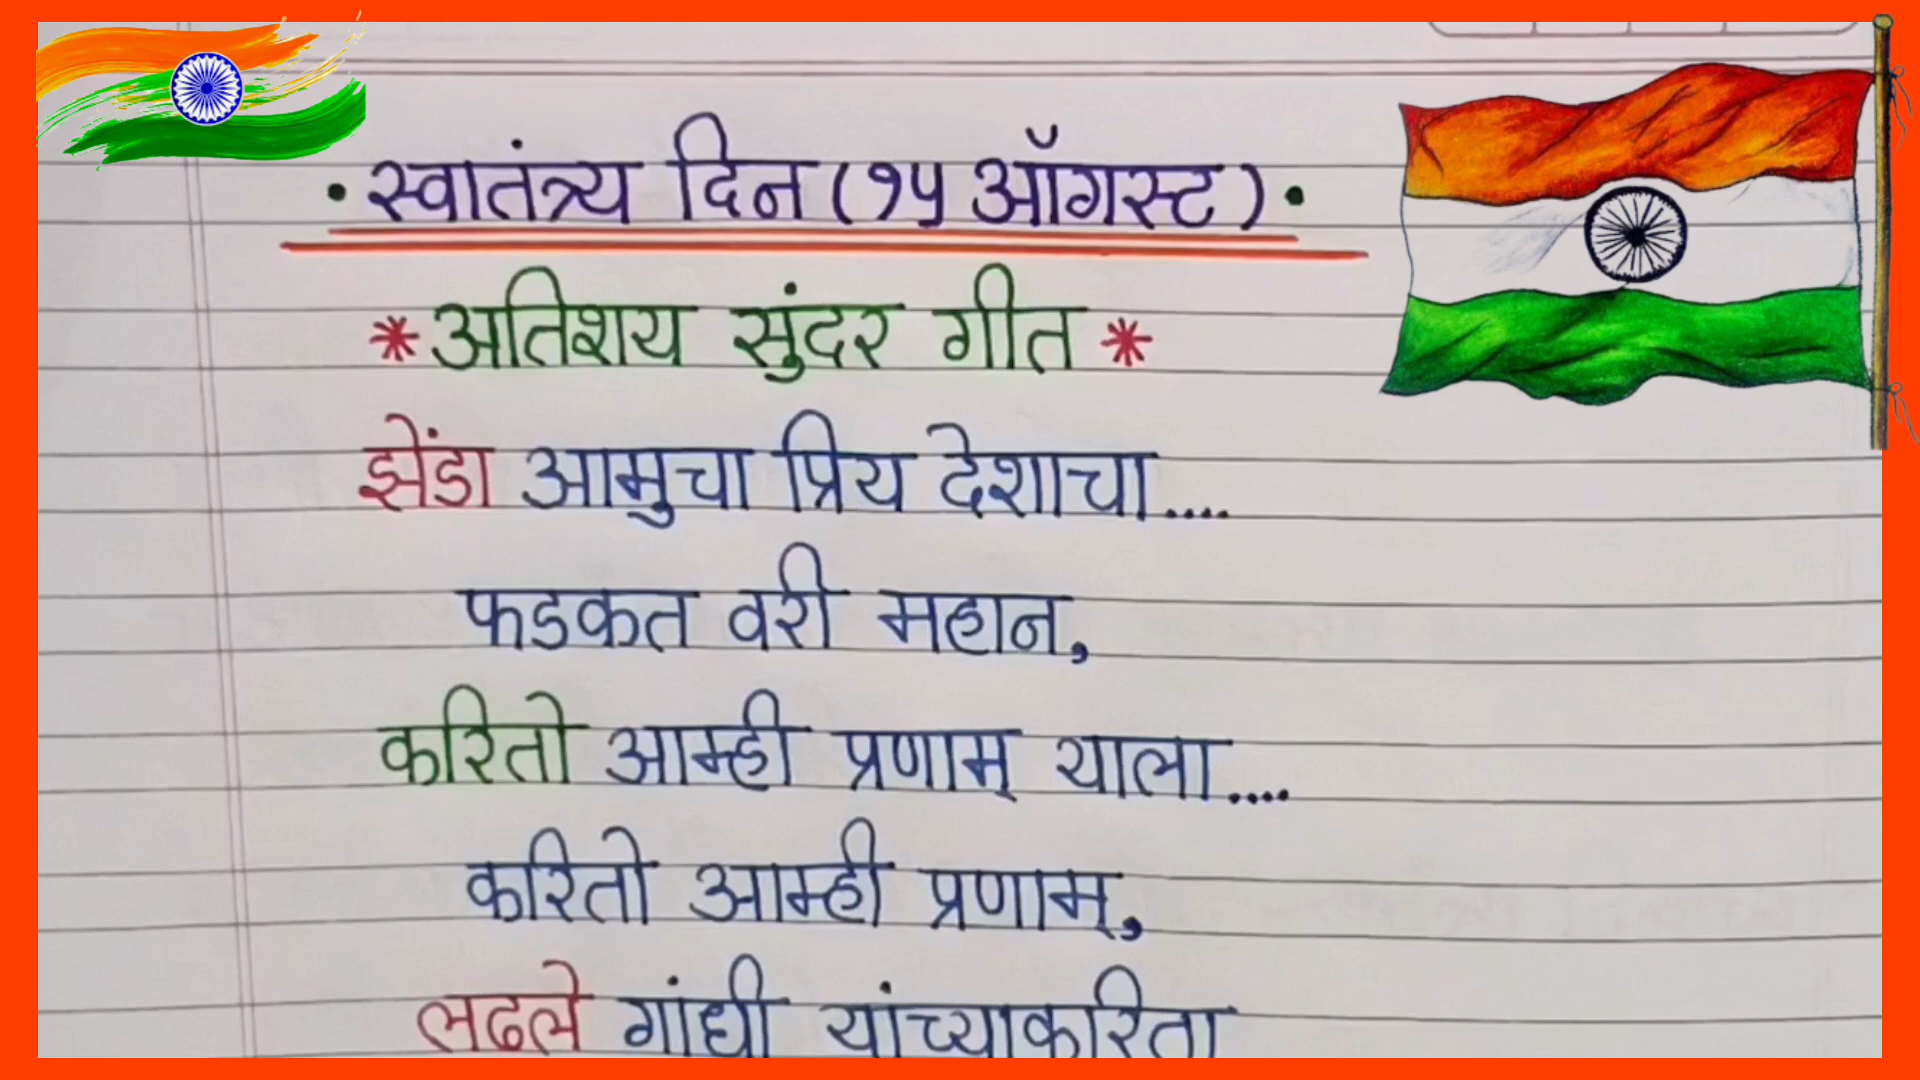 • स्वातंत्र्य दिन (१५ ऑगस्ट) •
* अतिशय सुंदर गीत *
झेंडा आमुचा प्रिय देशाचा....
फडकत वरी महान,
करितो आम्ही प्रणाम् याला....
करितो आम्ही प्रणाम्,
लढले गांधी यांच्याकरिता